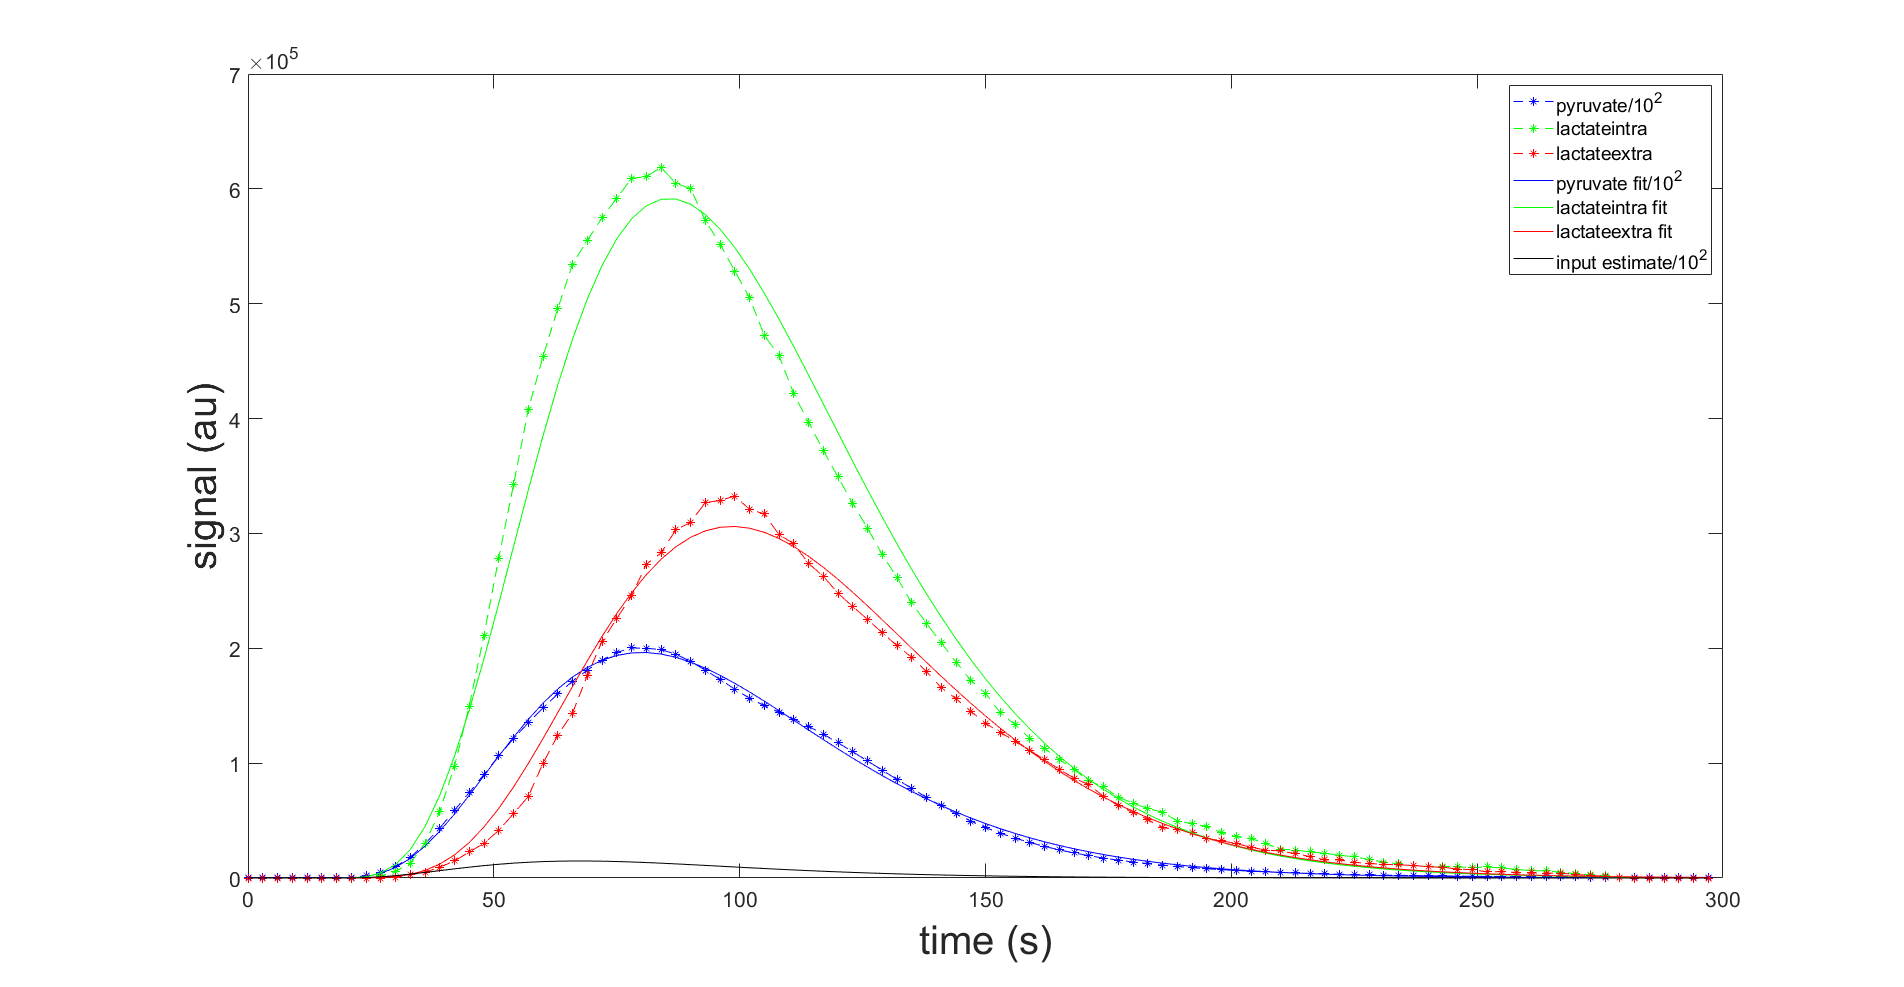 ×10^5
7
6
5
4
3
2
1
0
signal (au)
pyruvate/10^2
lactateintra
lactateextra
pyruvate fit/10^2
lactateintra fit
lactateextra fit
input estimate/10^2
0 50 100 150 200 250 300
time (s)